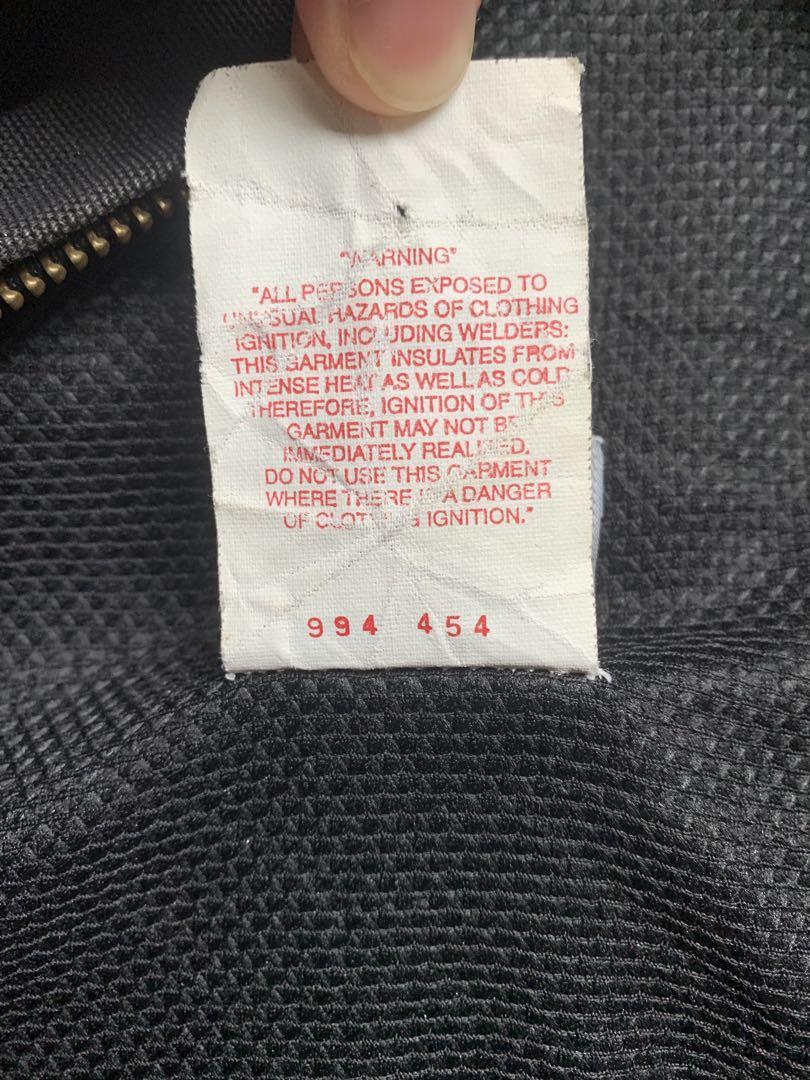 "WARNING"
"ALL PERSONS EXPOSED TO
UNUSUAL HAZARDS OF CLOTHING
IGNITION, INCLUDING WELDERS:
THIS GARMENT INSULATES FROM
INTENSE HEAT AS WELL AS COLD
THEREFORE, IGNITION OF THIS
GARMENT MAY NOT BE
IMMEDIATELY REALIZED.
DO NOT USE THIS GARMENT
WHERE THERE IS A DANGER
OF CLOTHING IGNITION."
994 454